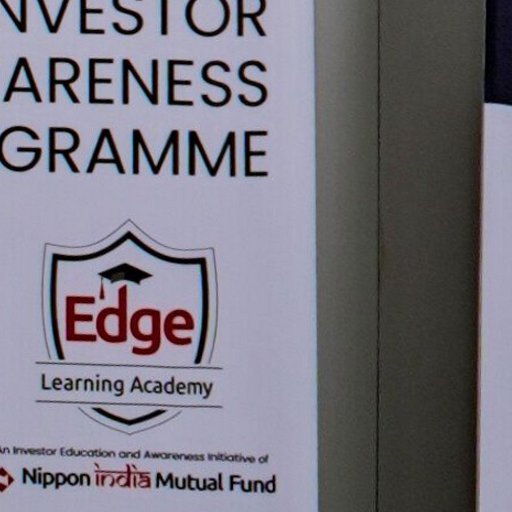 NVESTOR
ARENESS
GRAMME
Edge
Learning Academy
An Investor Education and Awareness Initiative of
Nippon india Mutual Fund